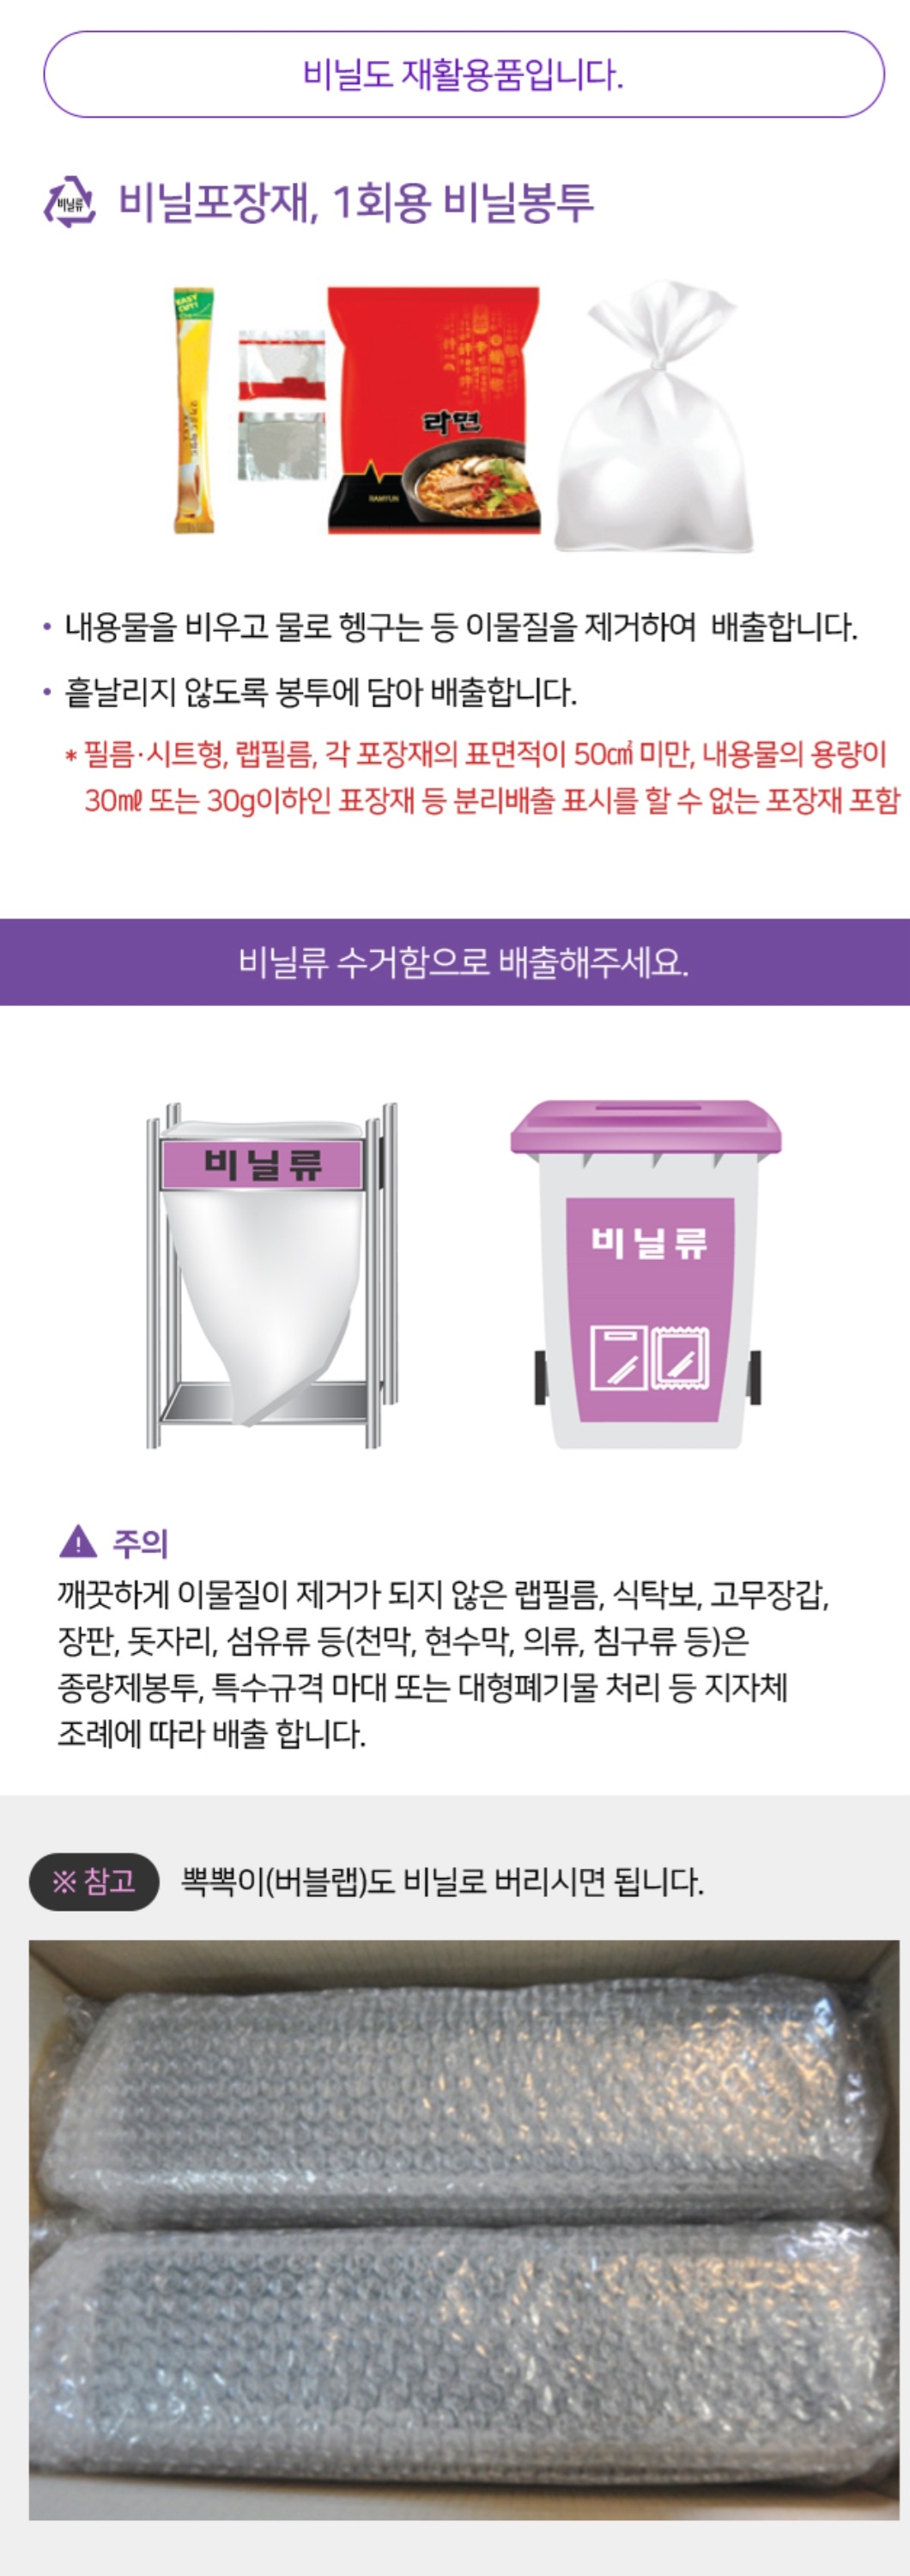 비닐도 재활용품입니다.
비닐류
비닐포장재, 1회용 비닐봉투
EASY
CUT!
라면
RAMYUN
• 내용물을 비우고 물로 헹구는 등 이물질을 제거하여 배출합니다.
• 흩날리지 않도록 봉투에 담아 배출합니다.
* 필름·시트형, 랩필름, 각 포장재의 표면적이 50㎠ 미만, 내용물의 용량이
30㎖ 또는 30g이하인 표장재 등 분리배출 표시를 할 수 없는 포장재 포함
비닐류 수거함으로 배출해주세요.
비닐류
비닐류
주의
깨끗하게 이물질이 제거가 되지 않은 랩필름, 식탁보, 고무장갑,
장판, 돗자리, 섬유류 등(천막, 현수막, 의류, 침구류 등)은
종량제봉투, 특수규격 마대 또는 대형폐기물 처리 등 지자체
조례에 따라 배출 합니다.
※ 참고 뽁뽁이(버블랩)도 비닐로 버리시면 됩니다.